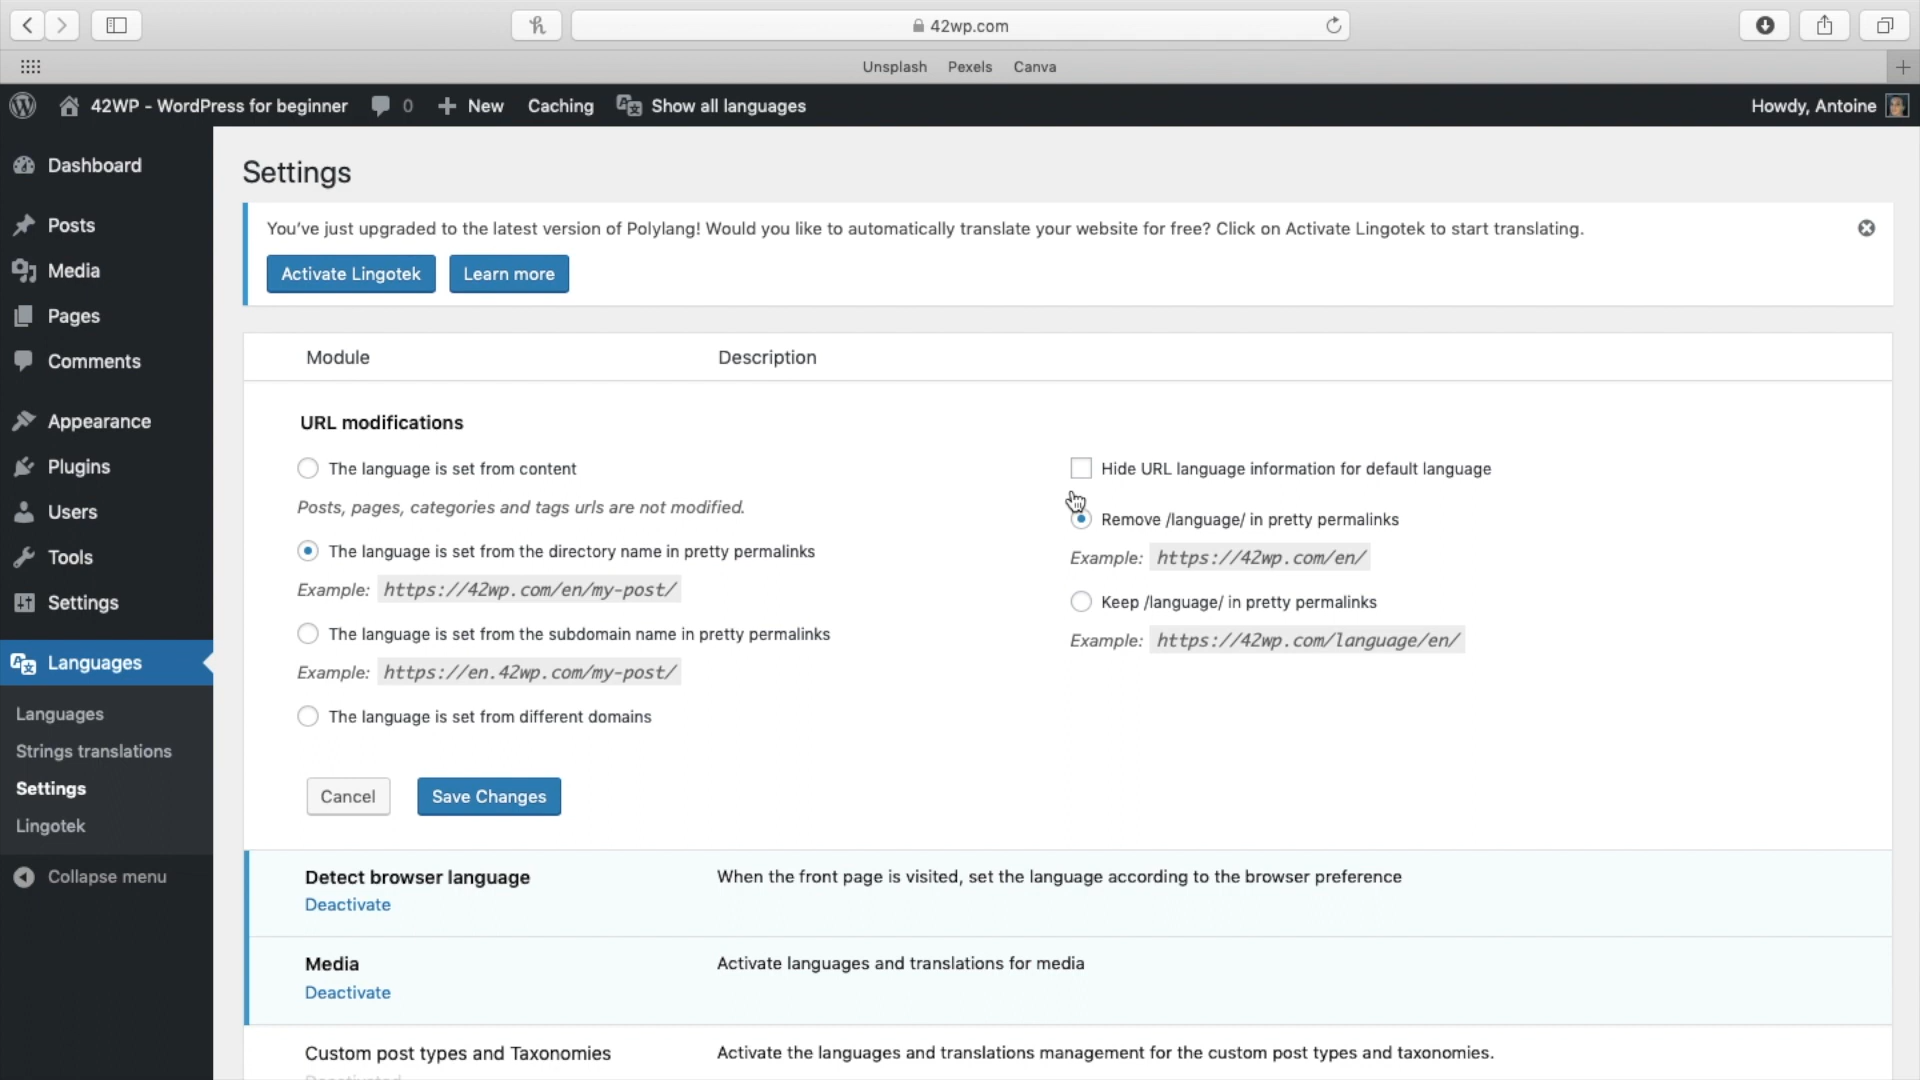 42wp.com
Unsplash Pexels Canva
42WP - WordPress for beginner 0 New Caching Show all languages Howdy, Antoine
Dashboard
Posts
Media
Pages
Comments
Appearance
Plugins
Users
Tools
Settings
Languages
Languages
Strings translations
Settings
Lingotek
Collapse menu
Settings
You've just upgraded to the latest version of Polylang! Would you like to automatically translate your website for free? Click on Activate Lingotek to start translating.
Activate Lingotek Learn more
Module Description
URL modifications
The language is set from content
Posts, pages, categories and tags urls are not modified.
The language is set from the directory name in pretty permalinks
Example: https://42wp.com/en/my-post/
The language is set from the subdomain name in pretty permalinks
Example: https://en.42wp.com/my-post/
The language is set from different domains
Hide URL language information for default language
Remove /language/ in pretty permalinks
Example: https://42wp.com/en/
Keep /language/ in pretty permalinks
Example: https://42wp.com/language/en/
Cancel Save Changes
Detect browser language When the front page is visited, set the language according to the browser preference
Deactivate
Media Activate languages and translations for media
Deactivate
Custom post types and Taxonomies Activate the languages and translations management for the custom post types and taxonomies.